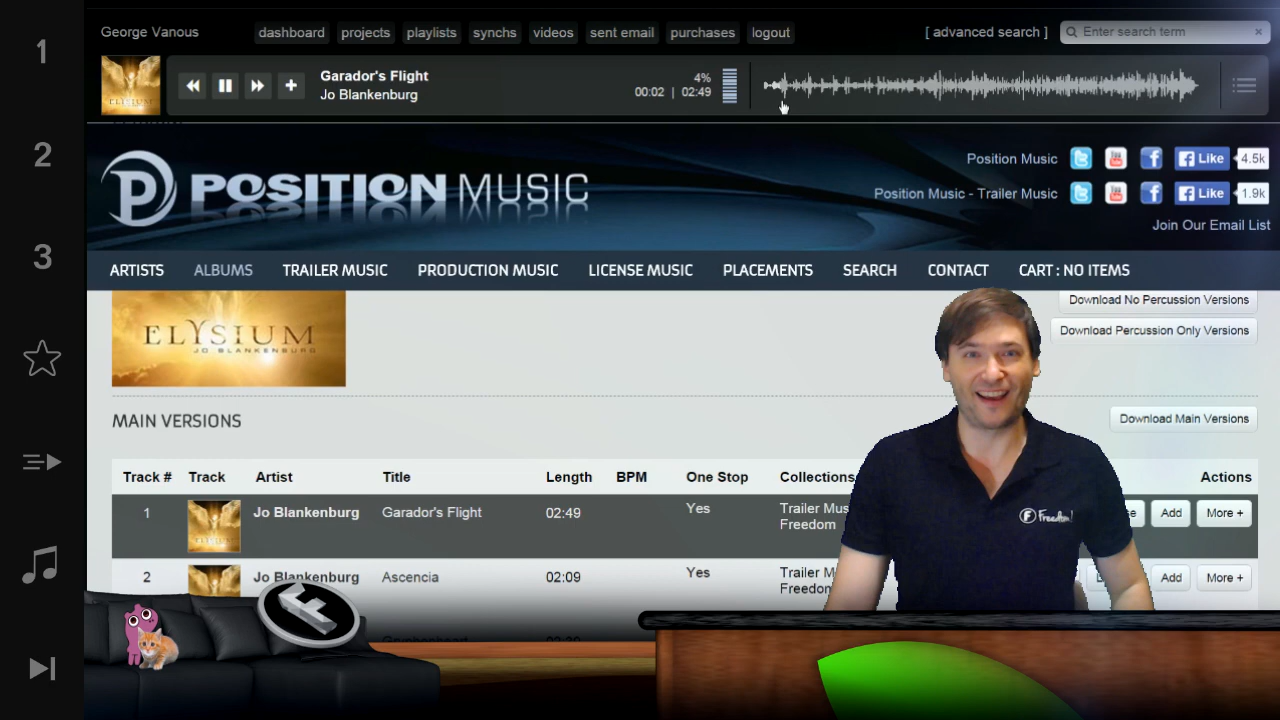 1
2
3
George Vanous
dashboard projects playlists synchs videos sent email purchases logout
[ advanced search ] Enter search term ×
Garador's Flight
Jo Blankenburg
4%
00:02 | 02:49
POSITION MUSIC
Position Music Like 4.5k
Position Music - Trailer Music Like 1.9k
Join Our Email List
ARTISTS ALBUMS TRAILER MUSIC PRODUCTION MUSIC LICENSE MUSIC PLACEMENTS SEARCH CONTACT CART : NO ITEMS
ELYSIUM
JO BLANKENBURG
Download No Percussion Versions
Download Percussion Only Versions
MAIN VERSIONS
Download Main Versions
Track # Track Artist Title Length BPM One Stop Collections Actions
1 Jo Blankenburg Garador's Flight 02:49 Yes Trailer Mus
Freedom
Add More +
2 Jo Blankenburg Ascencia 02:09 Yes Trailer M
Freedom
Add More +
Freedom!